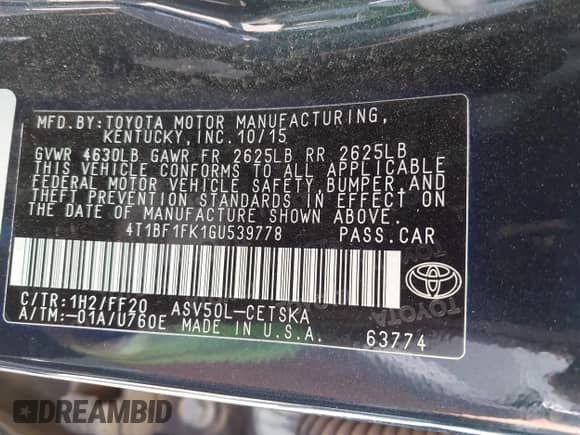 MFD.BY:TOYOTA MOTOR MANUFACTURING,
KENTUCKY,INC.10/15
GVWR 4630LB GAWR FR 2625LB RR 2625LB
THIS VEHICLE CONFORMS TO ALL APPLICABLE
FEDERAL MOTOR VEHICLE SAFETY,BUMPER,AND
THEFT PREVENTION STANDARDS IN EFFECT ON
THE DATE OF MANUFACTURE SHOWN ABOVE.
4T1BF1FK1GU539778 PASS.CAR
C/TR:1H2/FF20 ASV50L-CETSKA
A/TM:-01A/U760E MADE IN U.S.A.
63774
TOYOTA
TOYOTA
TOYOTA
DREAMBID